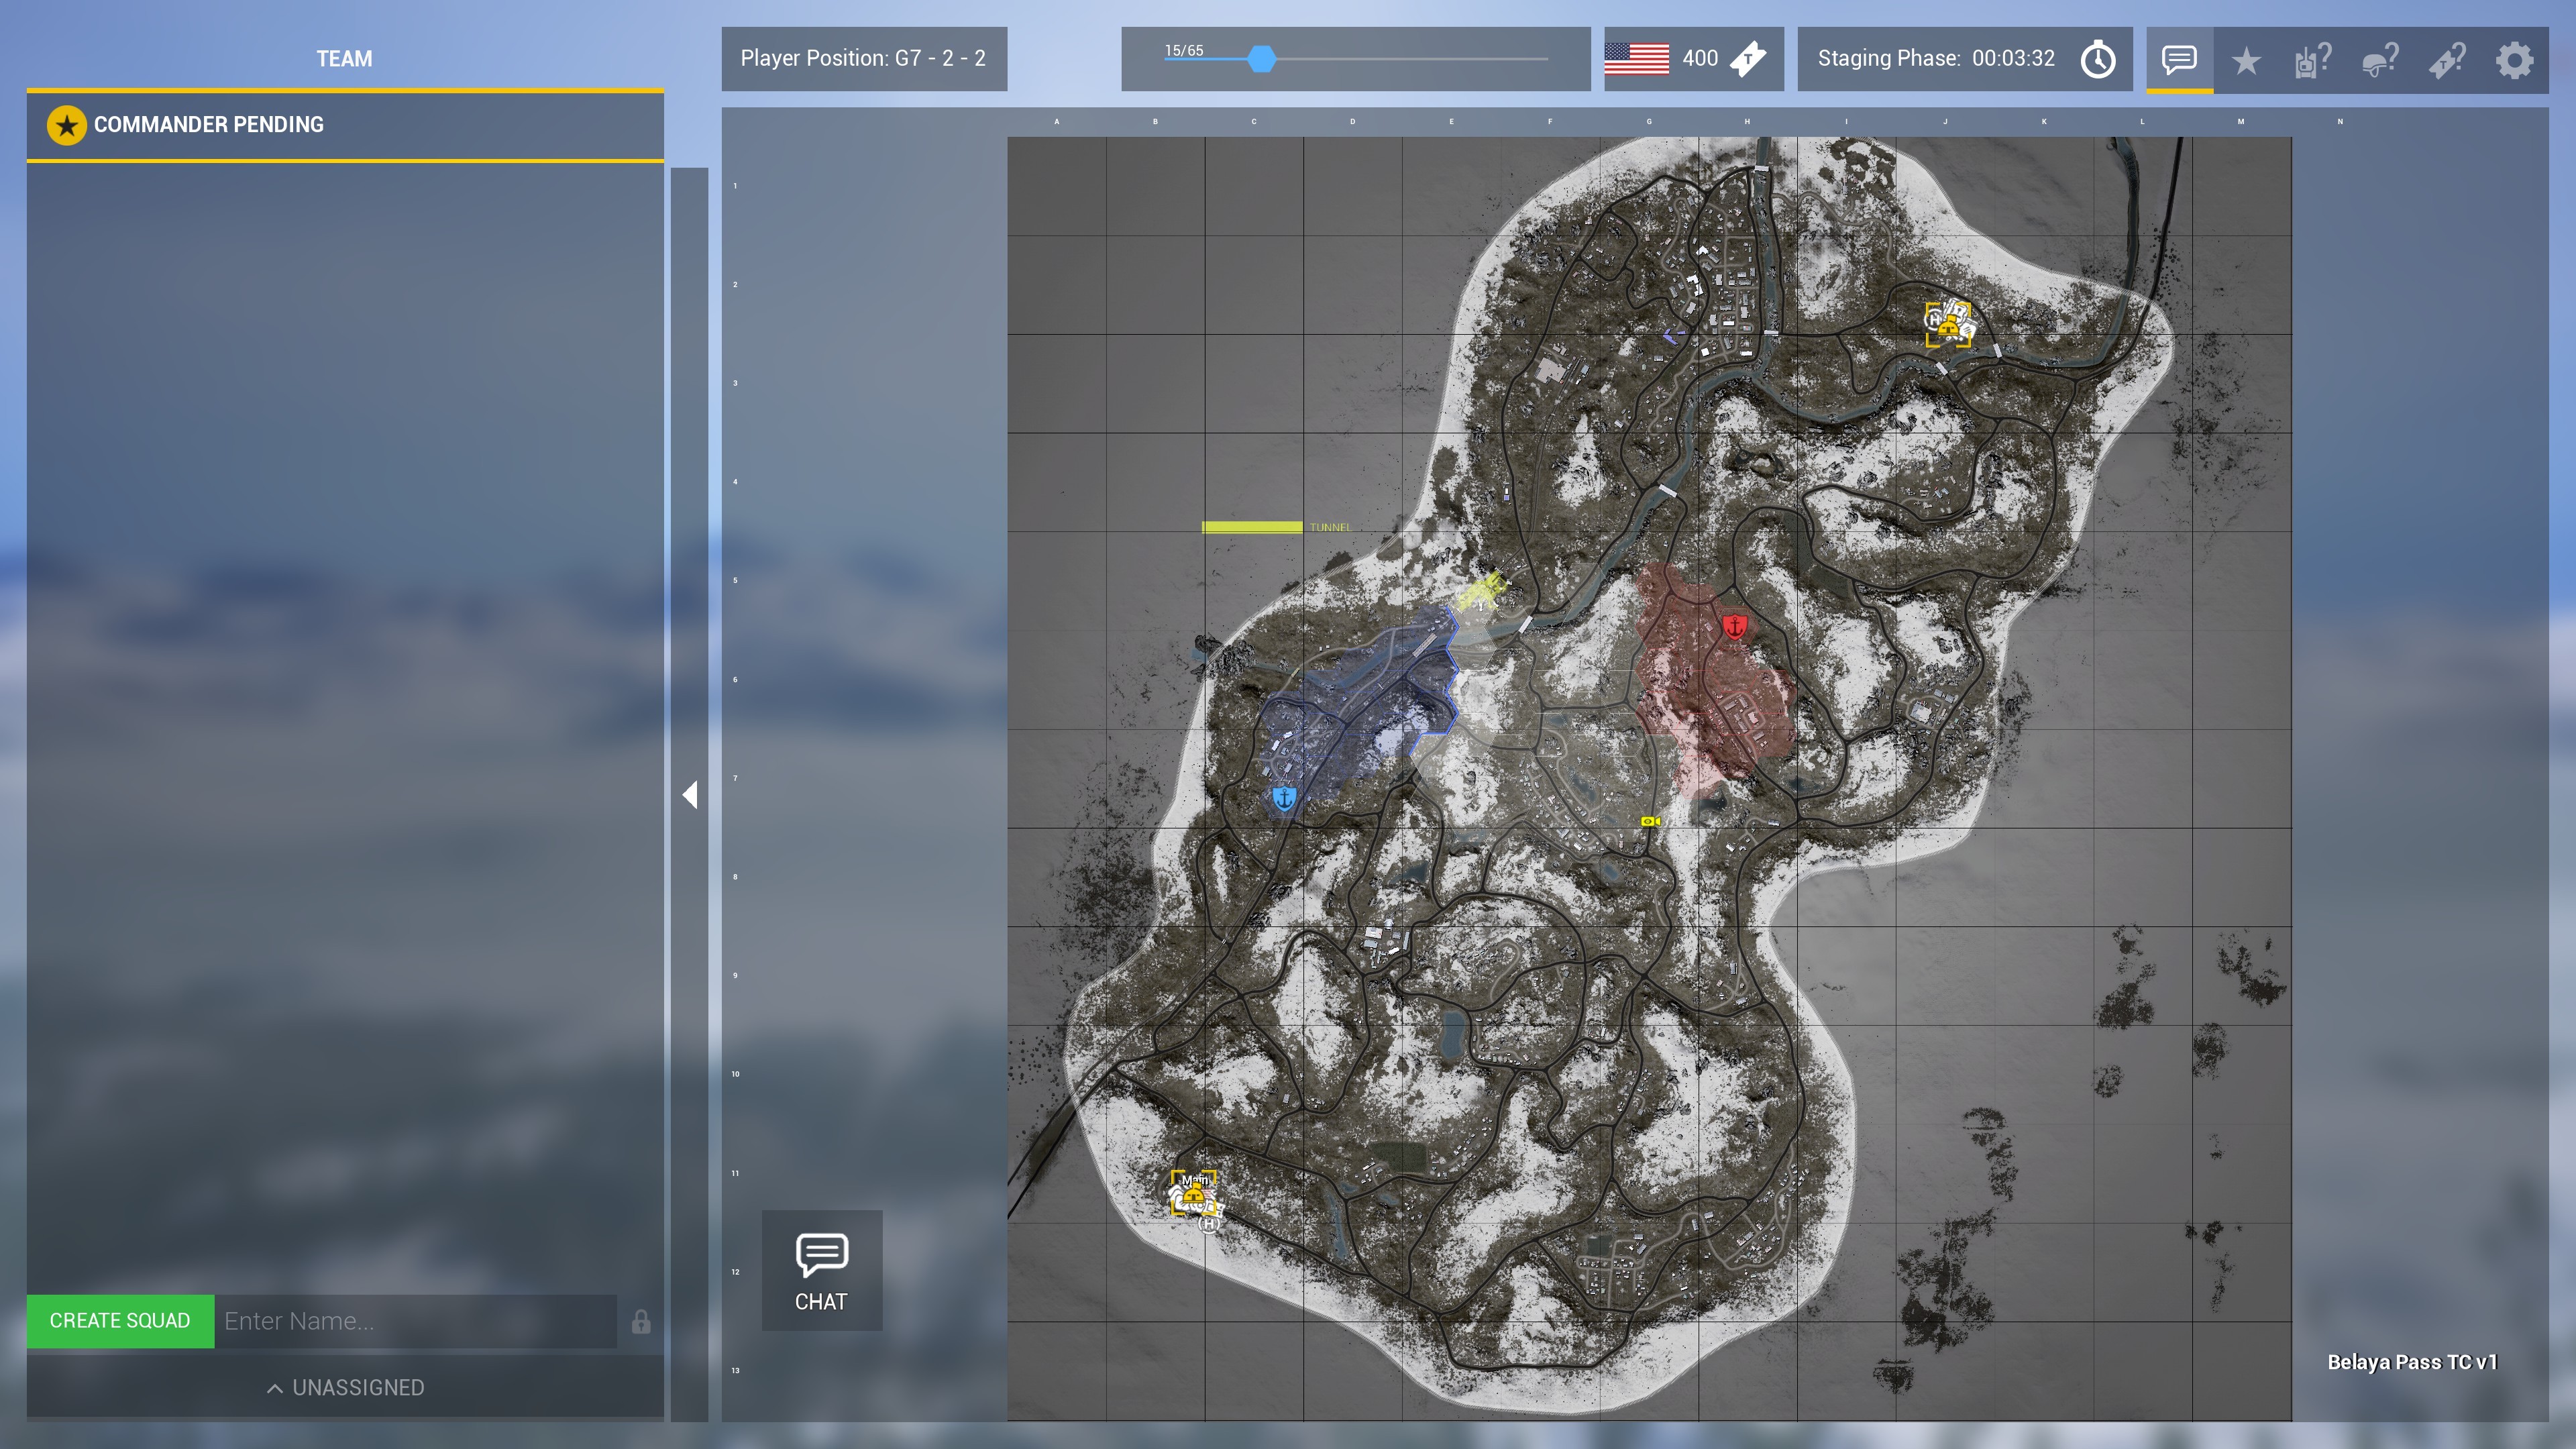 TEAM
Player Position: G7 - 2 - 2
15/65
400
Staging Phase: 00:03:32
COMMANDER PENDING
A B C D E F G H I J K L M N
1
2
3
4
TUNNEL
5
6
7
8
9
10
11
Main
H
H
12
13
CHAT
CREATE SQUAD
Enter Name...
UNASSIGNED
Belaya Pass TC v1